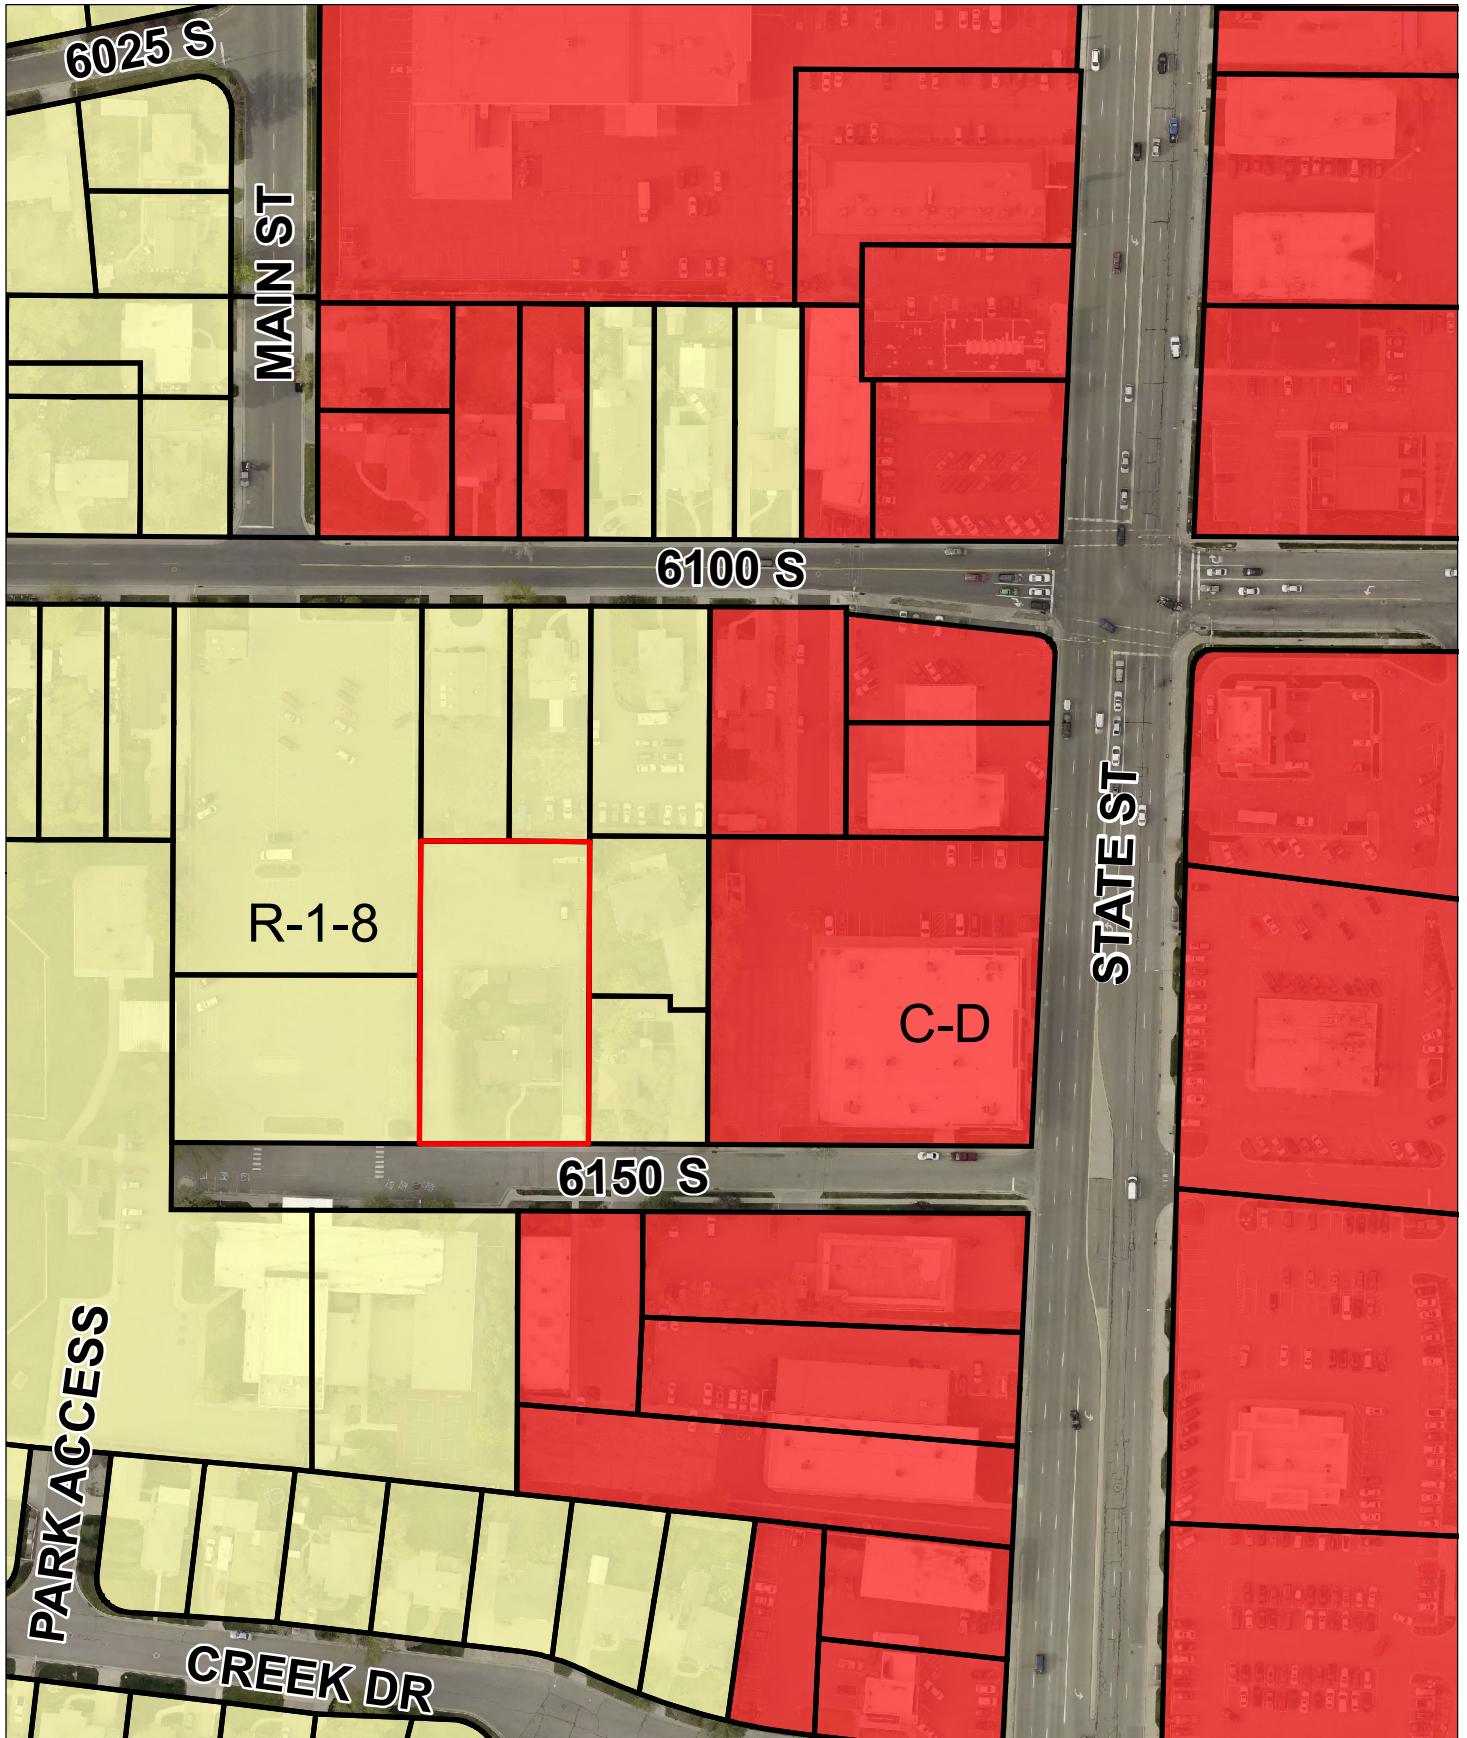 6025 S
MAIN ST
6100 S
STATE ST
R-1-8
C-D
6150 S
PARK ACCESS
CREEK DR